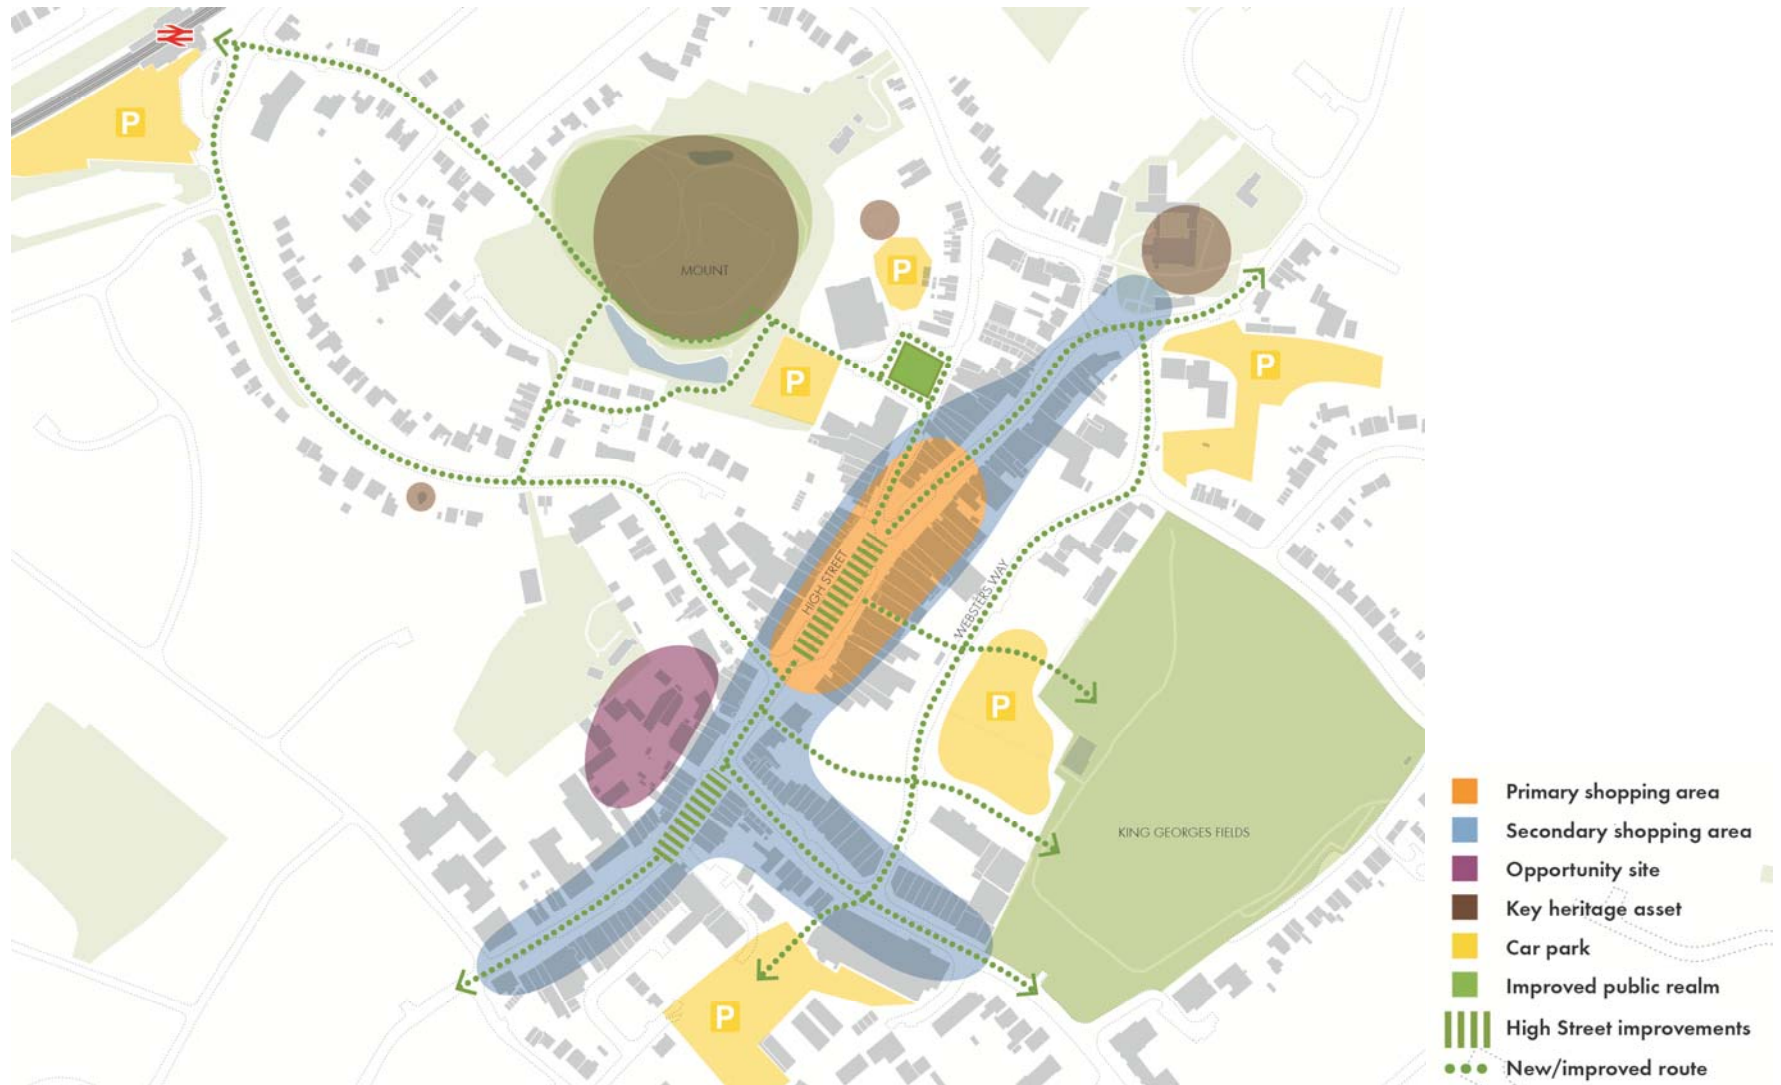 P
MOUNT
P
P
P
HIGH STREET
WEBSTERS WAY
P
KING GEORGES FIELDS
P
Primary shopping area
Secondary shopping area
Opportunity site
Key heritage asset
Car park
Improved public realm
High Street improvements
New/improved route